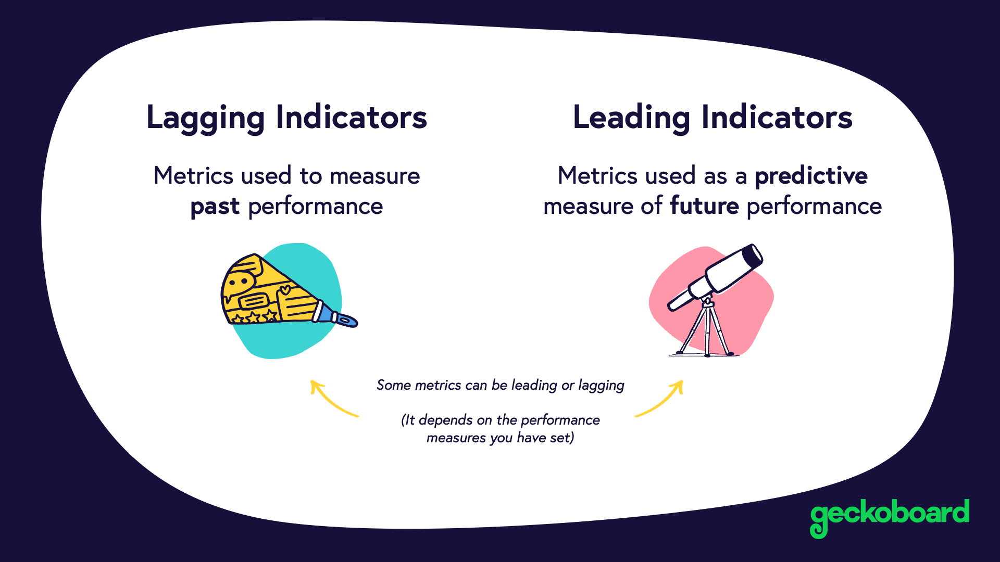 Lagging Indicators
Metrics used to measure
past performance
Leading Indicators
Metrics used as a predictive
measure of future performance
Some metrics can be leading or lagging
(It depends on the performance
measures you have set)
geckoboard